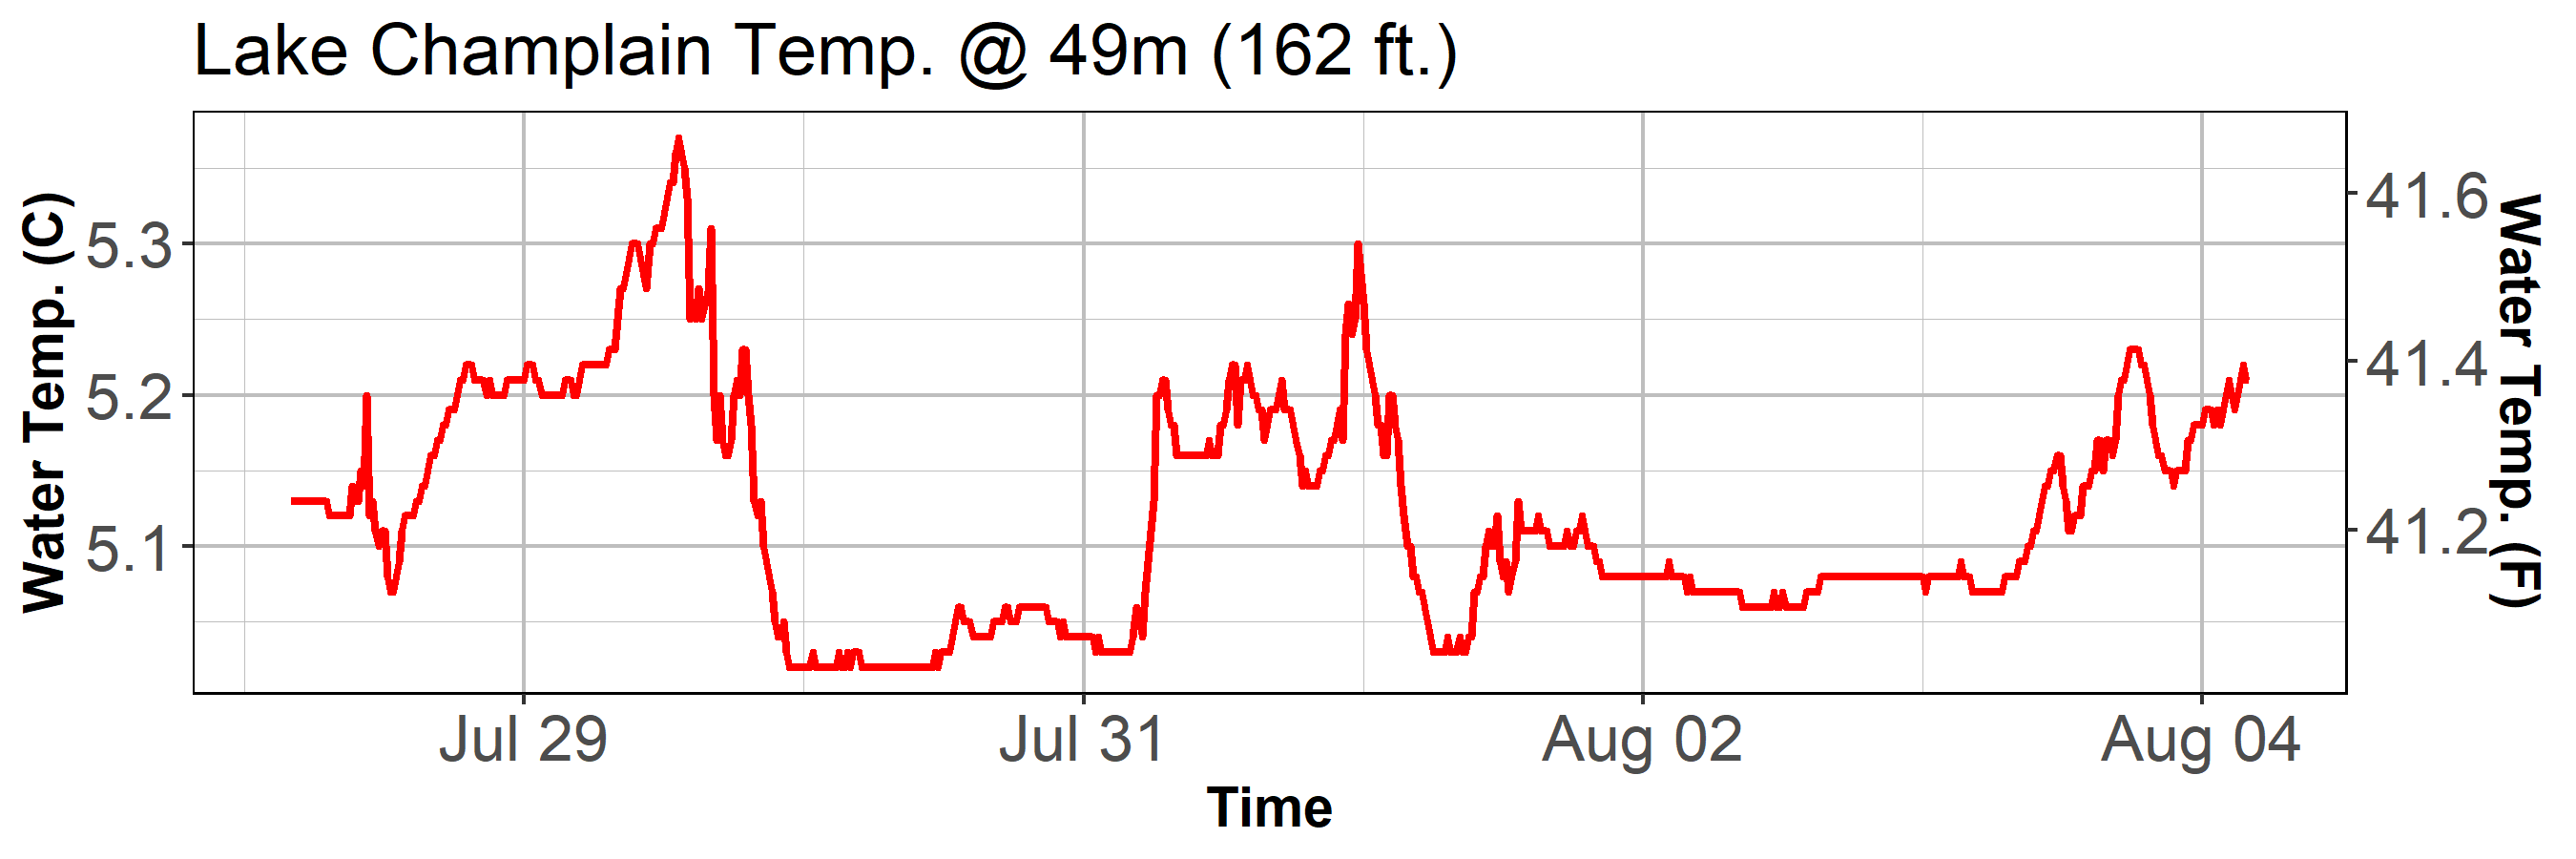 Lake Champlain Temp. @ 49m (162 ft.)
Water Temp. (C)
5.3
5.2
5.1
41.6
41.4
41.2
Water Temp. (F)
Jul 29
Jul 31
Aug 02
Aug 04
Time